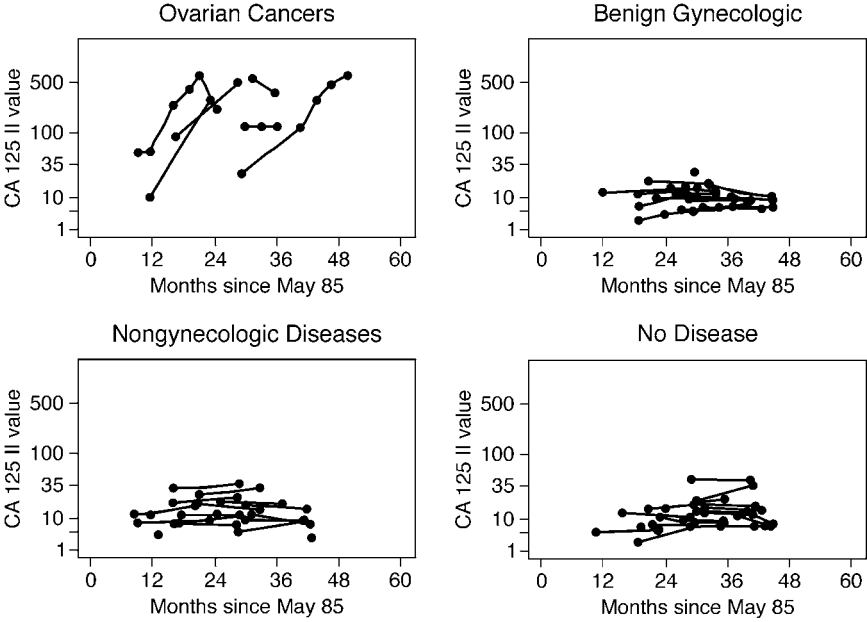 Ovarian Cancers
CA 125 II value
500
100
35
10
1
0 12 24 36 48 60
Months since May 85
Benign Gynecologic
CA 125 II value
500
100
35
10
1
0 12 24 36 48 60
Months since May 85
Nongynecologic Diseases
CA 125 II value
500
100
35
10
1
0 12 24 36 48 60
Months since May 85
No Disease
CA 125 II value
500
100
35
10
1
0 12 24 36 48 60
Months since May 85